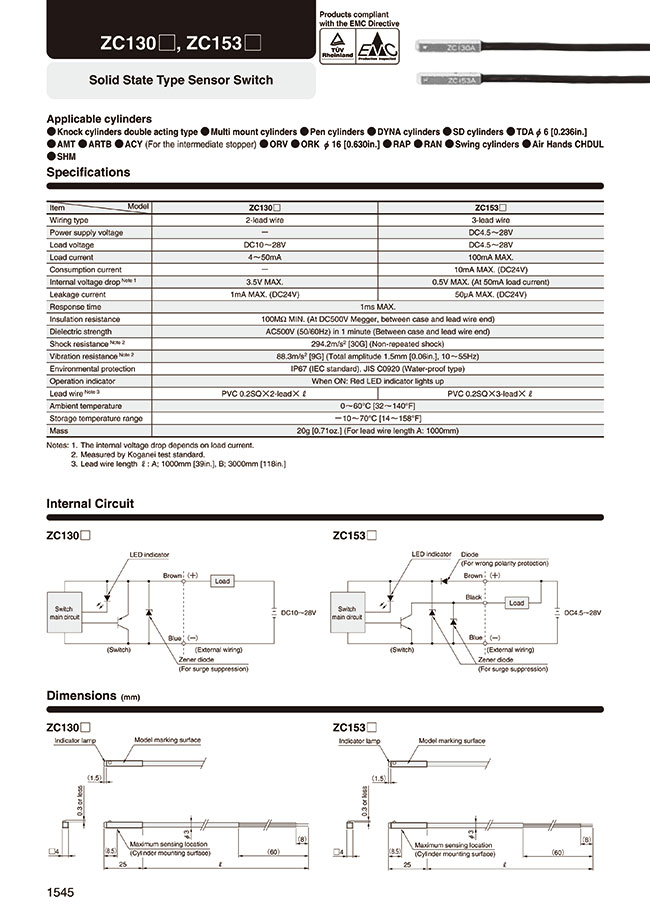 ZC130□, ZC153□
Solid State Type Sensor Switch
Products compliant
with the EMC Directive
TÜV
Rheinland
EMC
Production inspected
ZC130A
ZC153A
Applicable cylinders
●Knock cylinders double acting type ●Multi mount cylinders ●Pen cylinders ●DYNA cylinders ●SD cylinders ●TDA φ 6 [0.236in.]
●AMT ●ARTB ●ACY (For the intermediate stopper) ●ORV ●ORK φ 16 [0.630in.] ●RAP ●RAN ●Swing cylinders ●Air Hands CHDUL
●SHM
Specifications
Item Model ZC130□ ZC153□
Wiring type 2-lead wire 3-lead wire
Power supply voltage — DC4.5～28V
Load voltage DC10～28V DC4.5～28V
Load current 4～50mA 100mA MAX.
Consumption current — 10mA MAX. (DC24V)
Internal voltage drop Note 1 3.5V MAX. 0.5V MAX. (At 50mA load current)
Leakage current 1mA MAX. (DC24V) 50μA MAX. (DC24V)
Response time 1ms MAX.
Insulation resistance 100MΩ MIN. (At DC500V Megger, between case and lead wire end)
Dielectric strength AC500V (50/60Hz) in 1 minute (Between case and lead wire end)
Shock resistance Note 2 294.2m/s² [30G] (Non-repeated shock)
Vibration resistance Note 2 88.3m/s² [9G] (Total amplitude 1.5mm [0.06in.], 10～55Hz)
Environmental protection IP67 (IEC standard), JIS C0920 (Water-proof type)
Operation indicator When ON: Red LED indicator lights up
Lead wire Note 3 PVC 0.2SQ×2-lead× ℓ PVC 0.2SQ×3-lead× ℓ
Ambient temperature 0～60°C [32～140°F]
Storage temperature range －10～70°C [14～158°F]
Mass 20g [0.71oz.] (For lead wire length A: 1000mm)
Notes: 1. The internal voltage drop depends on load current.
2. Measured by Koganei test standard.
3. Lead wire length ℓ : A; 1000mm [39in.], B; 3000mm [118in.]
Internal Circuit
ZC130□
LED indicator
Brown (+)
Load
Switch
main circuit
DC10～28V
Blue (—)
(Switch)
(External wiring)
Zener diode
(For surge suppression)
ZC153□
LED indicator
Diode
(For wrong polarity protection)
Brown (+)
Black
Load
Switch
main circuit
DC4.5～28V
Blue (—)
(Switch)
(External wiring)
Zener diode
(For surge suppression)
Dimensions (mm)
ZC130□
Indicator lamp
Model marking surface
(1.5)
0.3 or less
□4
φ3
(8)
(8.5)
Maximum sensing location
(Cylinder mounting surface)
(60)
25
ℓ
ZC153□
Indicator lamp
Model marking surface
(1.5)
0.3 or less
□4
φ3
(8)
(8.5)
Maximum sensing location
(Cylinder mounting surface)
(60)
25
ℓ
1545